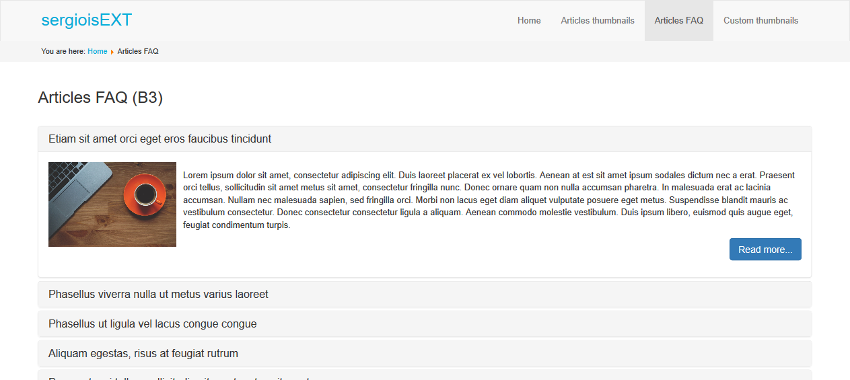 sergioisEXT
Home Articles thumbnails Articles FAQ Custom thumbnails
You are here: Home Articles FAQ
Articles FAQ (B3)
Etiam sit amet orci eget eros faucibus tincidunt
Lorem ipsum dolor sit amet, consectetur adipiscing elit. Duis laoreet placerat ex vel lobortis. Aenean at est sit amet ipsum sodales dictum nec a erat. Praesent
orci tellus, sollicitudin sit amet metus sit amet, consectetur fringilla nunc. Donec ornare quam non nulla accumsan pharetra. In malesuada erat ac lacinia
accumsan. Nullam nec malesuada sapien, sed fringilla orci. Morbi non lacus eget diam aliquet vulputate posuere eget metus. Suspendisse blandit mauris ac
vestibulum consectetur. Donec consectetur consectetur ligula a aliquam. Aenean commodo molestie vestibulum. Duis ipsum libero, euismod quis augue eget,
feugiat condimentum turpis.
Read more...
Phasellus viverra nulla ut metus varius laoreet
Phasellus ut ligula vel lacus congue congue
Aliquam egestas, risus at feugiat rutrum